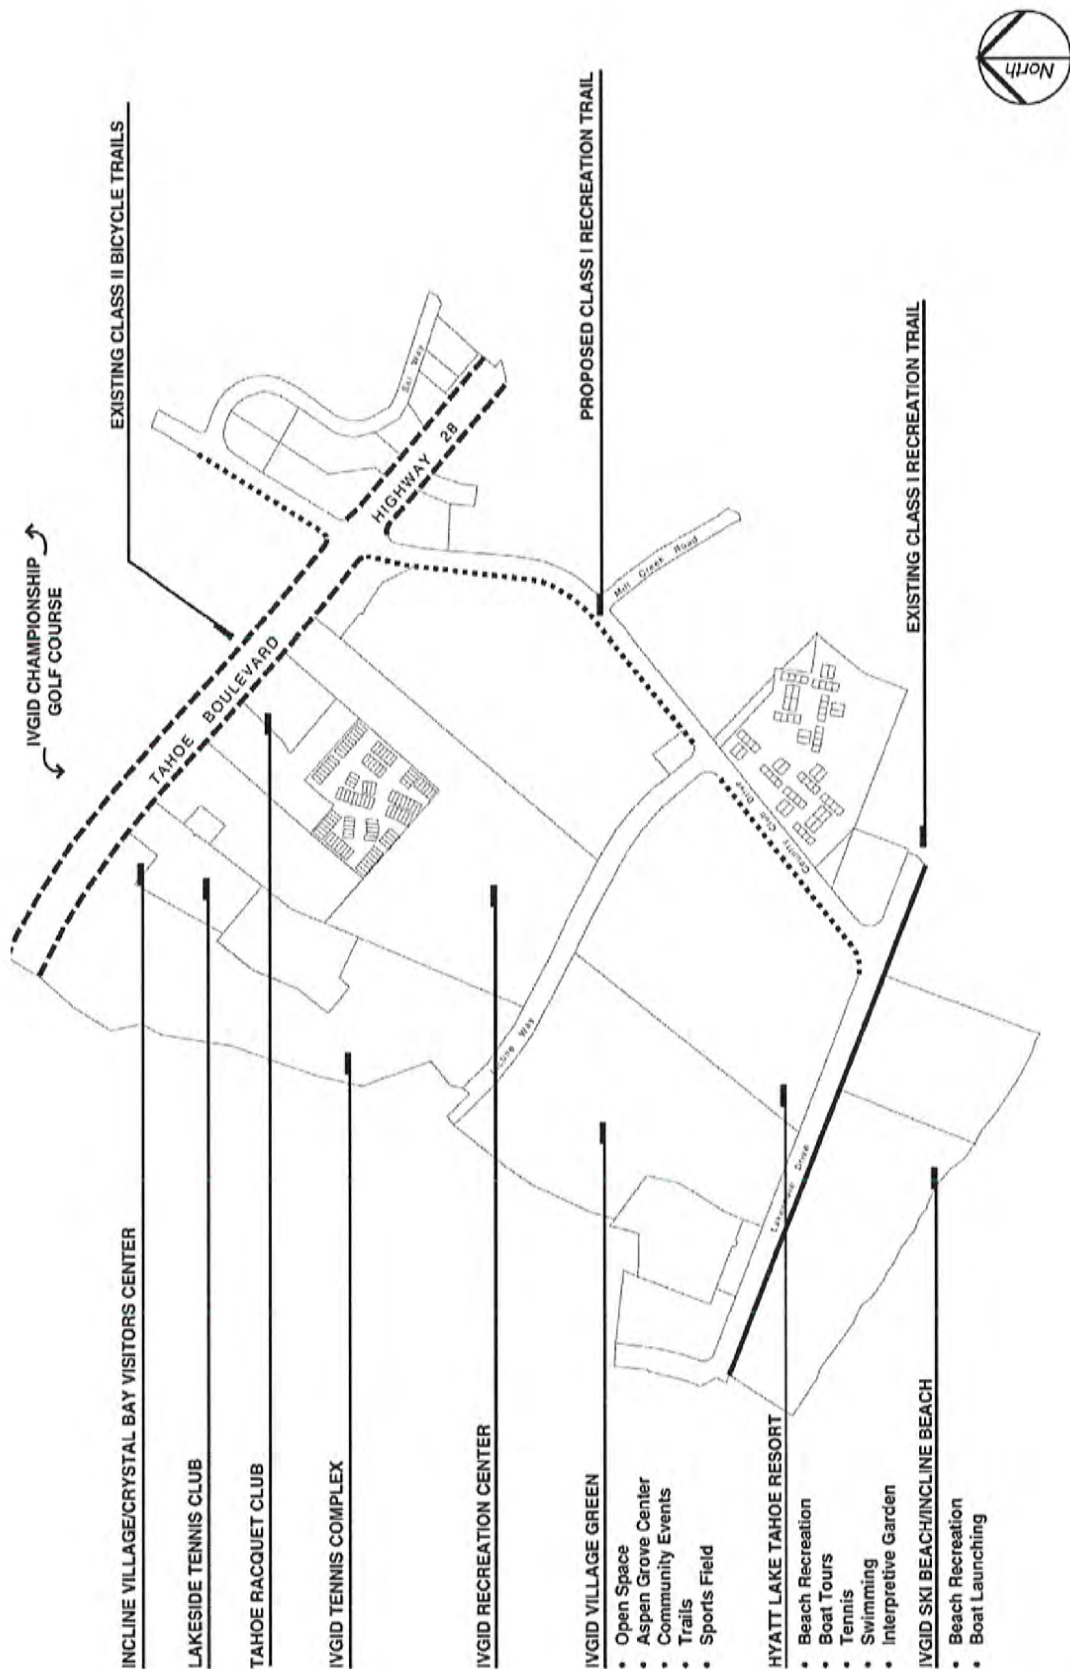 IVGID CHAMPIONSHIP
GOLF COURSE
EXISTING CLASS II BICYCLE TRAILS
PROPOSED CLASS I RECREATION TRAIL
EXISTING CLASS I RECREATION TRAIL
North
TAHOE BOULEVARD
HIGHWAY 28
Ski Way
Mill Creek Road
Country Club Drive
Incline Way
Lakeshore Drive
INCLINE VILLAGE/CRYSTAL BAY VISITORS CENTER
LAKESIDE TENNIS CLUB
TAHOE RACQUET CLUB
IVGID TENNIS COMPLEX
IVGID RECREATION CENTER
IVGID VILLAGE GREEN
• Open Space
• Aspen Grove Center
• Community Events
• Trails
• Sports Field
HYATT LAKE TAHOE RESORT
• Beach Recreation
• Boat Tours
• Tennis
• Swimming
• Interpretive Garden
IVGID SKI BEACH/INCLINE BEACH
• Beach Recreation
• Boat Launching